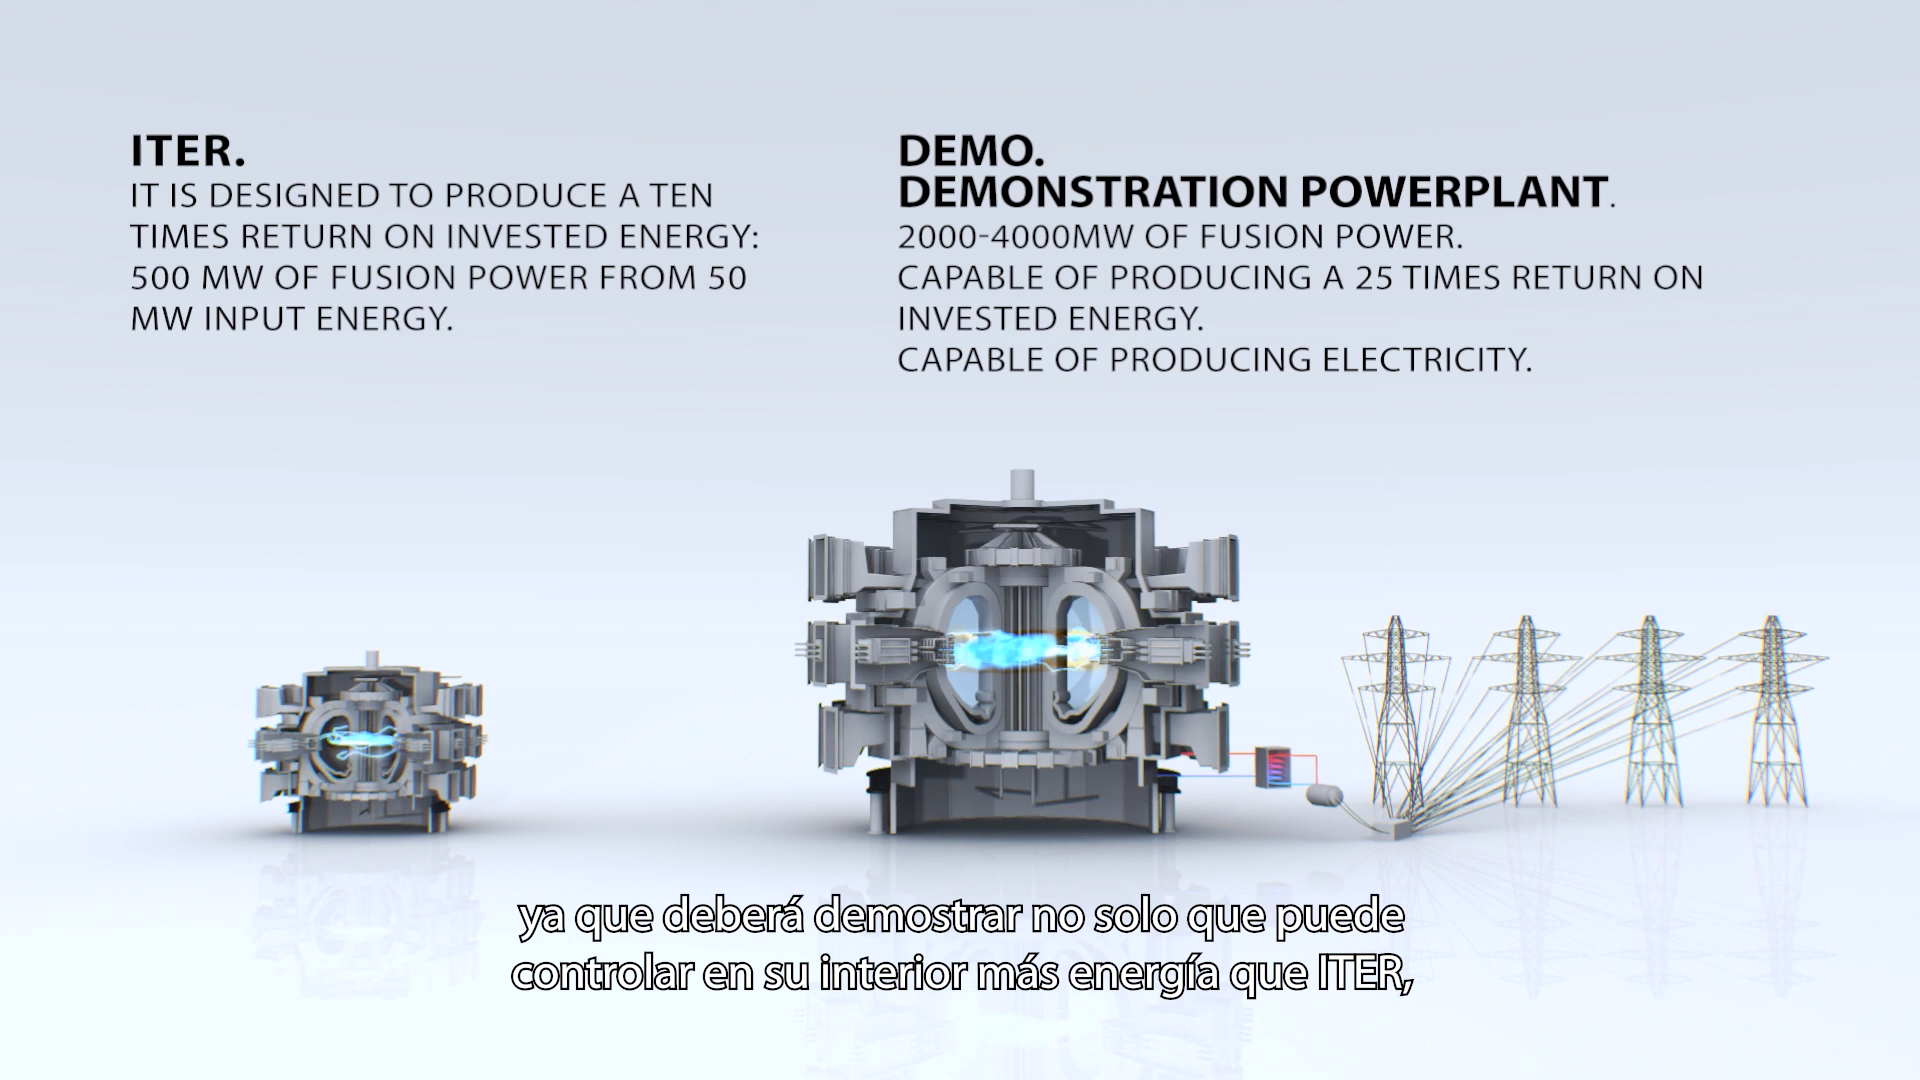 ITER.
IT IS DESIGNED TO PRODUCE A TEN
TIMES RETURN ON INVESTED ENERGY:
500 MW OF FUSION POWER FROM 50
MW INPUT ENERGY.
DEMO.
DEMONSTRATION POWERPLANT.
2000-4000MW OF FUSION POWER.
CAPABLE OF PRODUCING A 25 TIMES RETURN ON
INVESTED ENERGY.
CAPABLE OF PRODUCING ELECTRICITY.
ya que deberá demostrar no solo que puede
controlar en su interior más energía que ITER,